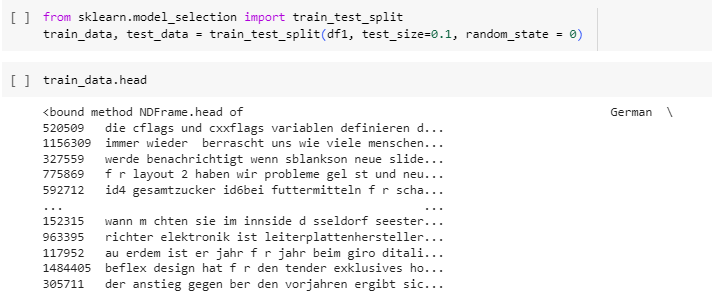 [ ] from sklearn.model_selection import train_test_split
train_data, test_data = train_test_split(df1, test_size=0.1, random_state = 0)
[ ] train_data.head
<bound method NDFrame.head of German \
520509 die cflags und cxxflags variablen definieren d...
1156309 immer wieder berrascht uns wie viele menschen...
327559 werde benachrichtigt wenn sblankson neue slide...
775869 f r layout 2 haben wir probleme gel st und neu...
592712 id4 gesamtzucker id6bei futtermitteln f r scha...
... ...
152315 wann m chten sie im innside d sseldorf seester...
963395 richter elektronik ist leiterplattenhersteller...
117952 au erdem ist er jahr f r jahr beim giro ditali...
1484405 beflex design hat f r den tender exklusives ho...
305711 der anstieg gegen ber den vorjahren ergibt sic...